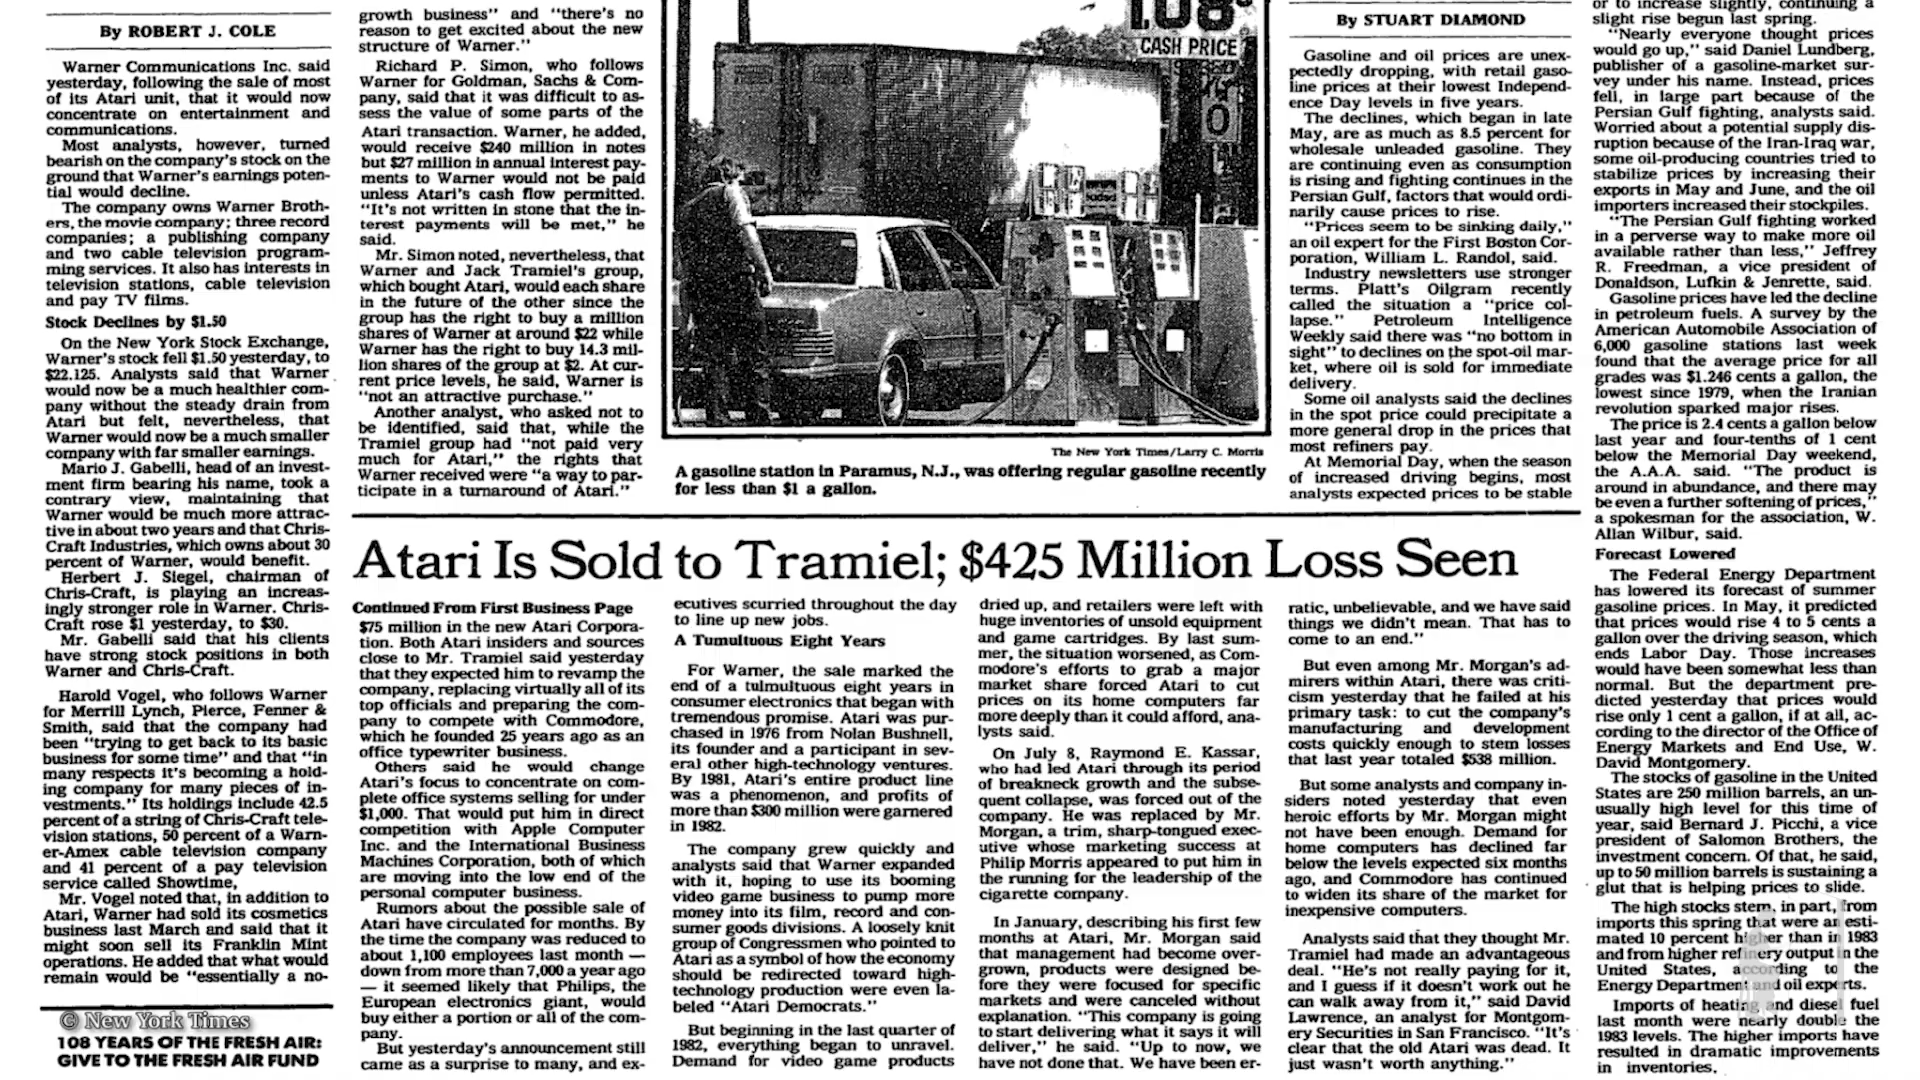 By ROBERT J. COLE
Warner Communications Inc. said
yesterday, following the sale of most
of its Atari unit, that it would now
concentrate on entertainment and
communications.
Most analysts, however, turned
bearish on the company's stock on the
ground that Warner's earnings poten-
tial would decline.
The company owns Warner Broth-
ers, the movie company; three record
companies; a publishing company
and two cable television program-
ming services. It also has interests in
television stations, cable television
and pay TV films.
Stock Declines by $1.50
On the New York Stock Exchange,
Warner's stock fell $1.50 yesterday, to
$22.125. Analysts said that Warner
would now be a much healthier com-
pany without the steady drain from
Atari but felt, nevertheless, that
Warner would now be a much smaller
company with far smaller earnings.
Mario J. Gabelli, head of an invest-
ment firm bearing his name, took a
contrary view, maintaining that
Warner would be much more attrac-
tive in about two years and that Chris-
Craft Industries, which owns about 30
percent of Warner, would benefit.
Herbert J. Siegel, chairman of
Chris-Craft, is playing an increas-
ingly stronger role in Warner. Chris-
Craft rose $1 yesterday, to $30.
Mr. Gabelli said that his clients
have strong stock positions in both
Warner and Chris-Craft.
Harold Vogel, who follows Warner
for Merrill Lynch, Pierce, Fenner &
Smith, said that the company had
been "trying to get back to its basic
business for some time" and that "in
many respects it's becoming a hold-
ing company for many pieces of in-
vestments." Its holdings include 42.5
percent of a string of Chris-Craft tele-
vision stations, 50 percent of a Warn-
er-Amex cable television company
and 41 percent of a pay television
service called Showtime,
Mr. Vogel noted that, in addition to
Atari, Warner had sold its cosmetics
business last March and said that it
might soon sell its Franklin Mint
operations. He added that what would
remain would be "essentially a no-
© New York Times
108 YEARS OF THE FRESH AIR:
GIVE TO THE FRESH AIR FUND
growth business" and "there's no
reason to get excited about the new
structure of Warner."
Richard P. Simon, who follows
Warner for Goldman, Sachs & Com-
pany, said that it was difficult to as-
sess the value of some parts of the
Atari transaction. Warner, he added,
would receive $240 million in notes
but $27 million in annual interest pay-
ments to Warner would not be paid
unless Atari's cash flow permitted.
"It's not written in stone that the in-
terest payments will be met," he
said.
Mr. Simon noted, nevertheless, that
Warner and Jack Tramiel's group,
which bought Atari, would each share
in the future of the other since the
group has the right to buy a million
shares of Warner at around $22 while
Warner has the right to buy 14.3 mil-
lion shares of the group at $2. At cur-
rent price levels, he said, Warner is
"not an attractive purchase."
Another analyst, who asked not to
be identified, said that, while the
Tramiel group had "not paid very
much for Atari," the rights that
Warner received were "a way to par-
ticipate in a turnaround of Atari."
CASH PRICE
The New York Times/Larry C. Morris
A gasoline station in Paramus, N.J., was offering regular gasoline recently
for less than $1 a gallon.
By STUART DIAMOND
Gasoline and oil prices are unex-
pectedly dropping, with retail gaso-
line prices at their lowest Independ-
ence Day levels in five years.
The declines, which began in late
May, are as much as 8.5 percent for
wholesale unleaded gasoline. They
are continuing even as consumption
is rising and fighting continues in the
Persian Gulf, factors that would ordi-
narily cause prices to rise.
"Prices seem to be sinking daily,"
an oil expert for the First Boston Cor-
poration, William L. Randol, said.
Industry newsletters use stronger
terms. Platt's Oilgram recently
called the situation a "price col-
lapse." Petroleum Intelligence
Weekly said there was "no bottom in
sight" to declines on the spot-oil mar-
ket, where oil is sold for immediate
delivery.
Some oil analysts said the declines
in the spot price could precipitate a
more general drop in the prices that
most refiners pay.
At Memorial Day, when the season
of increased driving begins, most
analysts expected prices to be stable
or to increase slightly, continuing a
slight rise begun last spring.
"Nearly everyone thought prices
would go up," said Daniel Lundberg,
publisher of a gasoline-market sur-
vey under his name. Instead, prices
fell, in large part because of the
Persian Gulf fighting, analysts said.
Worried about a potential supply dis-
ruption because of the Iran-Iraq war,
some oil-producing countries tried to
stabilize prices by increasing their
exports in May and June, and the oil
importers increased their stockpiles.
"The Persian Gulf fighting worked
in a perverse way to make more oil
available rather than less," Jeffrey
R. Freedman, a vice president of
Donaldson, Lufkin & Jenrette, said.
Gasoline prices have led the decline
in petroleum fuels. A survey by the
American Automobile Association of
6,000 gasoline stations last week
found that the average price for all
grades was $1.246 cents a gallon, the
lowest since 1979, when the Iranian
revolution sparked major rises.
The price is 2.4 cents a gallon below
last year and four-tenths of 1 cent
below the Memorial Day weekend,
the A.A.A. said. "The product is
around in abundance, and there may
be even a further softening of prices,"
a spokesman for the association, W.
Allan Wilbur, said.
Forecast Lowered
The Federal Energy Department
has lowered its forecast of summer
gasoline prices. In May, it predicted
that prices would rise 4 to 5 cents a
gallon over the driving season, which
ends Labor Day. Those increases
would have been somewhat less than
normal. But the department pre-
dicted yesterday that prices would
rise only 1 cent a gallon, if at all, ac-
cording to the director of the Office of
Energy Markets and End Use, W.
David Montgomery.
The stocks of gasoline in the United
States are 250 million barrels, an un-
usually high level for this time of
year, said Bernard J. Picchi, a vice
president of Salomon Brothers, the
investment concern. Of that, he said,
up to 50 million barrels is sustaining a
glut that is helping prices to slide.
The high stocks stem, in part, from
imports this spring that were an esti-
mated 10 percent higher than in 1983
and from higher refinery output in the
United States, according to the
Energy Department and oil experts.
Imports of heating and diesel fuel
last month were nearly double the
1983 levels. The higher imports have
resulted in dramatic improvements
in inventories.
Atari Is Sold to Tramiel; $425 Million Loss Seen
Continued From First Business Page
$75 million in the new Atari Corpora-
tion. Both Atari insiders and sources
close to Mr. Tramiel said yesterday
that they expected him to revamp the
company, replacing virtually all of its
top officials and preparing the com-
pany to compete with Commodore,
which he founded 25 years ago as an
office typewriter business.
Others said he would change
Atari's focus to concentrate on com-
plete office systems selling for under
$1,000. That would put him in direct
competition with Apple Computer
Inc. and the International Business
Machines Corporation, both of which
are moving into the low end of the
personal computer business.
Rumors about the possible sale of
Atari have circulated for months. By
the time the company was reduced to
about 1,100 employees last month —
down from more than 7,000 a year ago
— it seemed likely that Philips, the
European electronics giant, would
buy either a portion or all of the com-
pany.
But yesterday's announcement still
came as a surprise to many, and ex-
ecutives scurried throughout the day
to line up new jobs.
A Tumultuous Eight Years
For Warner, the sale marked the
end of a tulmultuous eight years in
consumer electronics that began with
tremendous promise. Atari was pur-
chased in 1976 from Nolan Bushnell,
its founder and a participant in sev-
eral other high-technology ventures.
By 1981, Atari's entire product line
was a phenomenon, and profits of
more than $300 million were garnered
in 1982.
The company grew quickly and
analysts said that Warner expanded
with it, hoping to use its booming
video game business to pump more
money into its film, record and con-
sumer goods divisions. A loosely knit
group of Congressmen who pointed to
Atari as a symbol of how the economy
should be redirected toward high-
technology production were even la-
beled "Atari Democrats."
But beginning in the last quarter of
1982, everything began to unravel.
Demand for video game products
dried up, and retailers were left with
huge inventories of unsold equipment
and game cartridges. By last sum-
mer, the situation worsened, as Com-
modore's efforts to grab a major
market share forced Atari to cut
prices on its home computers far
more deeply than it could afford, ana-
lysts said.
On July 8, Raymond E. Kassar,
who had led Atari through its period
of breakneck growth and the subse-
quent collapse, was forced out of the
company. He was replaced by Mr.
Morgan, a trim, sharp-tongued exec-
utive whose marketing success at
Philip Morris appeared to put him in
the running for the leadership of the
cigarette company.
In January, describing his first few
months at Atari, Mr. Morgan said
that management had become over-
grown, products were designed be-
fore they were focused for specific
markets and were canceled without
explanation. "This company is going
to start delivering what it says it will
deliver," he said. "Up to now, we
have not done that. We have been er-
ratic, unbelievable, and we have said
things we didn't mean. That has to
come to an end."
But even among Mr. Morgan's ad-
mirers within Atari, there was criti-
cism yesterday that he failed at his
primary task: to cut the company's
manufacturing and development
costs quickly enough to stem losses
that last year totaled $538 million.
But some analysts and company in-
siders noted yesterday that even
heroic efforts by Mr. Morgan might
not have been enough. Demand for
home computers has declined far
below the levels expected six months
ago, and Commodore has continued
to widen its share of the market for
inexpensive computers.
Analysts said that they thought Mr.
Tramiel had made an advantageous
deal. "He's not really paying for it,
and I guess if it doesn't work out he
can walk away from it," said David
Lawrence, an analyst for Montgom-
ery Securities in San Francisco. "It's
clear that the old Atari was dead. It
just wasn't worth anything."